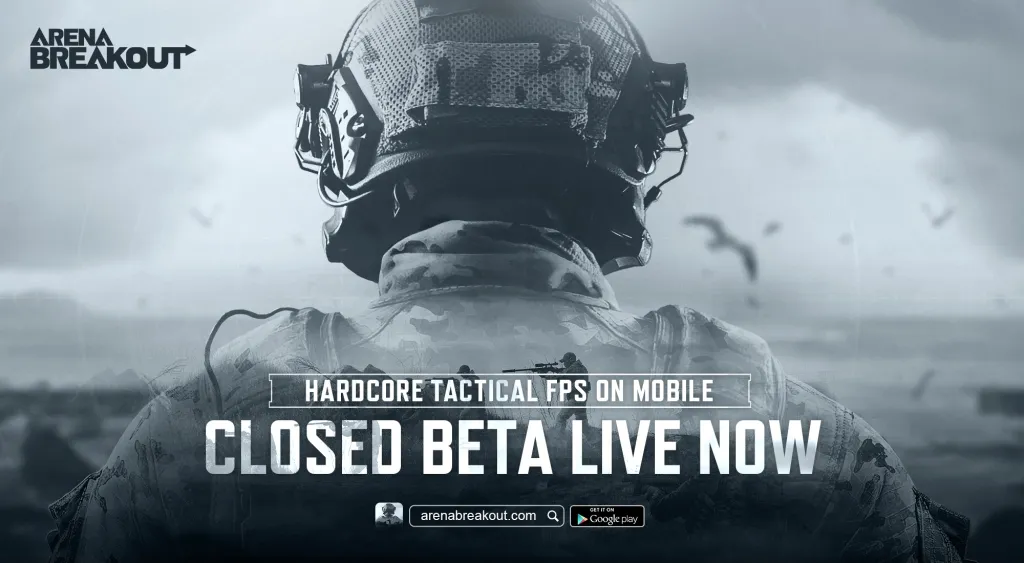 ARENA
BREAKOUT
HARDCORE TACTICAL FPS ON MOBILE
CLOSED BETA LIVE NOW
arenabreakout.com
GET IT ON
Google play